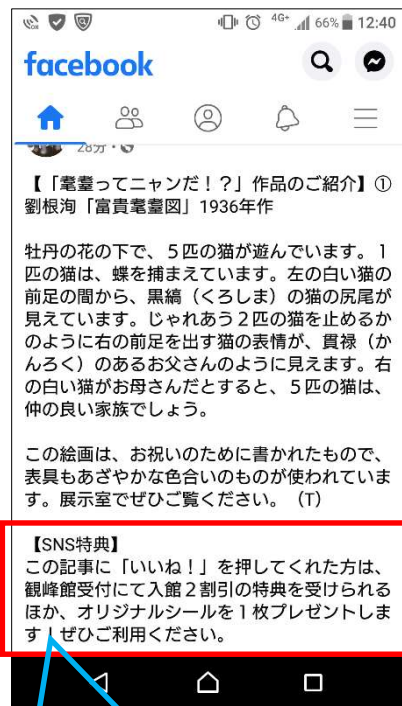 4G+ 66% 12:40
facebook
28分
【「耄耋ってニャンだ！？」作品のご紹介】①
劉根洵「富貴耄耋図」1936年作
牡丹の花の下で、５匹の猫が遊んでいます。１
匹の猫は、蝶を捕まえています。左の白い猫の
前足の間から、黒縞（くろしま）の猫の尻尾が
見えています。じゃれあう２匹の猫を止めるか
のように右の前足を出す猫の表情が、貫禄（か
んろく）のあるお父さんのように見えます。右
の白い猫がお母さんだとすると、５匹の猫は、
仲の良い家族でしょう。
この絵画は、お祝いのために書かれたもので、
表具もあざやかな色合いのものが使われていま
す。展示室でぜひご覧ください。（T）
【SNS特典】
この記事に「いいね！」を押してくれた方は、
観峰館受付にて入館２割引の特典を受けられる
ほか、オリジナルシールを１枚プレゼントしま
す！ぜひご利用ください。